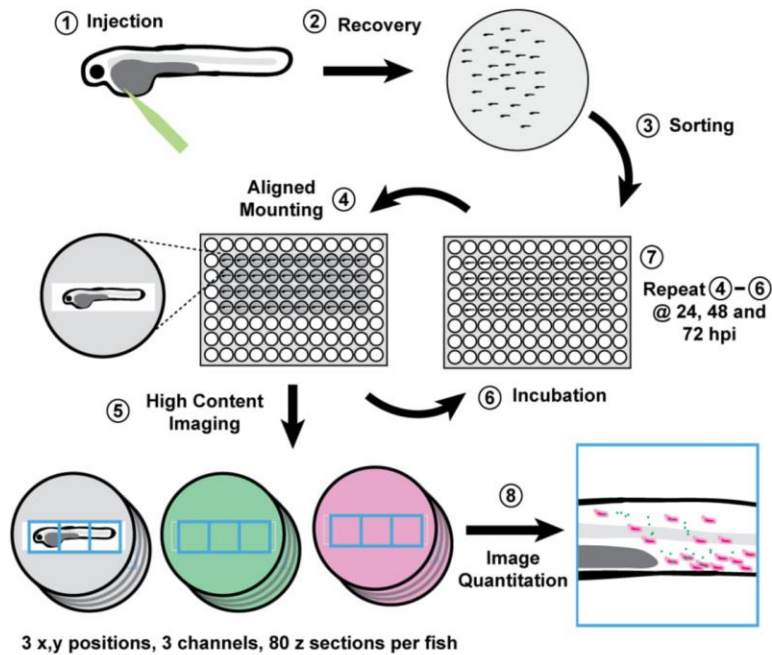 ① Injection
② Recovery
③ Sorting
Aligned
Mounting ④
⑦
Repeat ④–⑥
@ 24, 48 and
72 hpi
⑤ High Content
Imaging
⑥ Incubation
⑧
Image
Quantitation
3 x,y positions, 3 channels, 80 z sections per fish